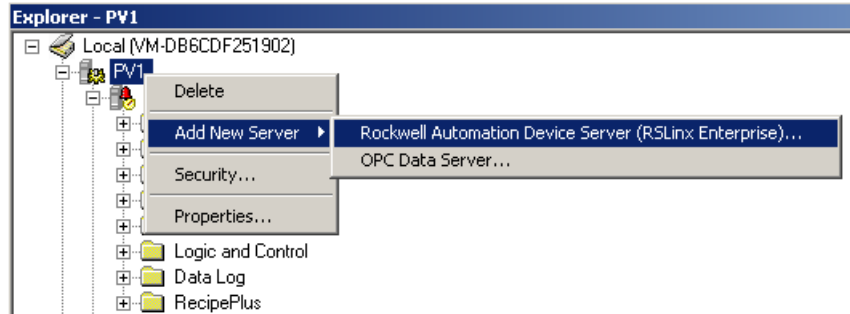 Explorer - PV1
Local (VM-DB6CDF251902)
PV1
Delete
Add New Server
Rockwell Automation Device Server (RSLinx Enterprise)...
OPC Data Server...
Security...
Properties...
Logic and Control
Data Log
RecipePlus